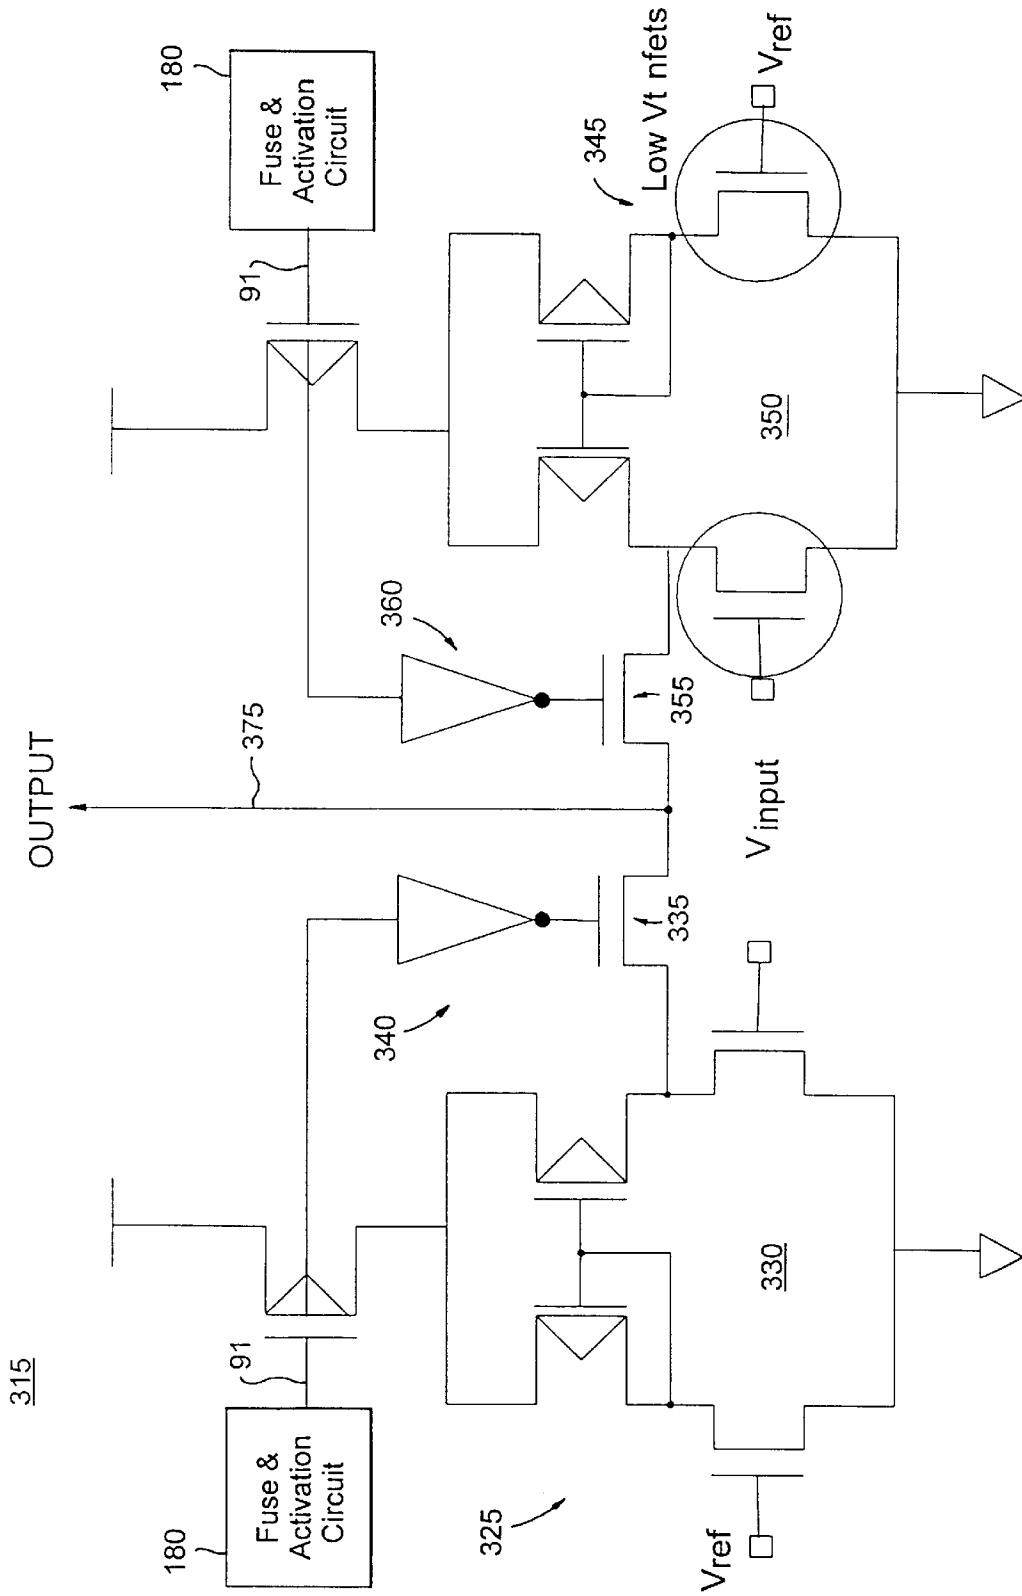 315
OUTPUT
375
180
Fuse &
Activation
Circuit
91
340
335
325
330
Vref
Vinput
180
Fuse &
Activation
Circuit
91
360
355
345
Low Vt nfets
350
Vref